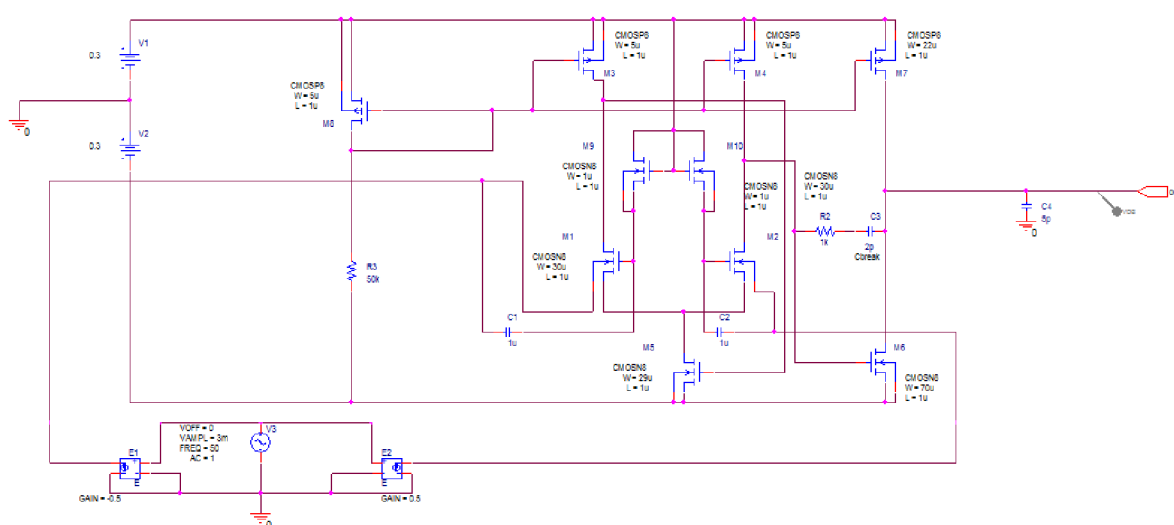 V1
0.3
V2
0.3
0
CMOSP8
W = 5u
L = 1u
M8
CMOSP8
W = 5u
L = 1u
M3
CMOSP8
W = 5u
L = 1u
M4
CMOSP8
W = 22u
L = 1u
M7
M9
CMOSN8
W = 1u
L = 1u
M10
CMOSN8
W = 1u
L = 1u
M1
CMOSN8
W = 30u
L = 1u
M2
CMOSN8
W = 30u
L = 1u
R2
1k
C3
2p
Cbreak
C4
0
R3
50k
C1
1u
C2
1u
M5
CMOSN8
W = 29u
L = 1u
M6
CMOSN8
W = 70u
L = 1u
VOFF = 0
VAMPL = 3m
FREQ = 50
AC = 1
V3
E1
E
GAIN = -0.5
E2
E
GAIN = 0.5
0